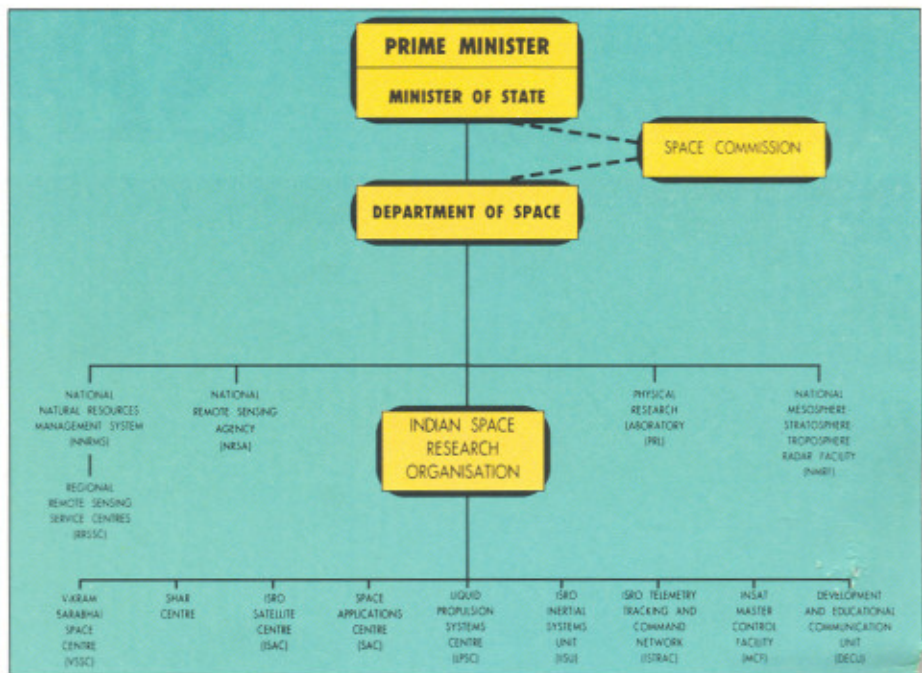 PRIME MINISTER
MINISTER OF STATE
SPACE COMMISSION
DEPARTMENT OF SPACE
NATIONAL
NATURAL RESOURCES
MANAGEMENT SYSTEM
(NNRMS)
REGIONAL
REMOTE SENSING
SERVICE CENTRES
(RRSSC)
NATIONAL
REMOTE SENSING
AGENCY
(NRSA)
INDIAN SPACE
RESEARCH
ORGANISATION
PHYSICAL
RESEARCH
LABORATORY
(PRL)
NATIONAL
MESOSPHERE-
STRATOSPHERE
TROPOSPHERE
RADAR FACILITY
(NMRF)
VIKRAM
SARABHAI
SPACE
CENTRE
(VSSC)
SHAR
CENTRE
ISRO
SATELLITE
CENTRE
(ISAC)
SPACE
APPLICATIONS
CENTRE
(SAC)
LIQUID
PROPULSION
SYSTEMS
CENTRE
(LPSC)
ISRO
INERTIAL
SYSTEMS
UNIT
(IISU)
ISRO TELEMETRY
TRACKING AND
COMMAND
NETWORK
(ISTRAC)
INSAT
MASTER
CONTROL
FACILITY
(MCF)
DEVELOPMENT
AND EDUCATIONAL
COMMUNICATION
UNIT
(DECU)